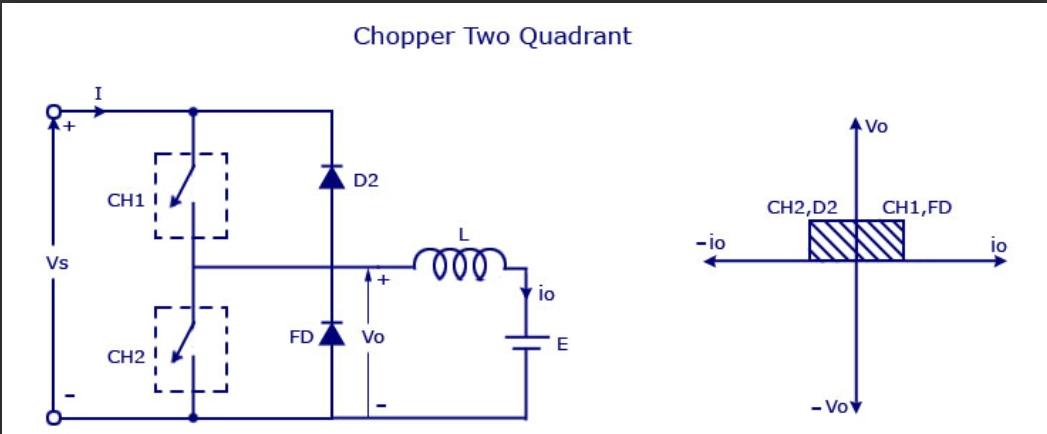 Chopper Two Quadrant
I
+
CH1
D2
Vs
L
+
io
CH2
FD
Vo
E
-
-
Vo
CH2,D2
CH1,FD
-io
io
-Vo